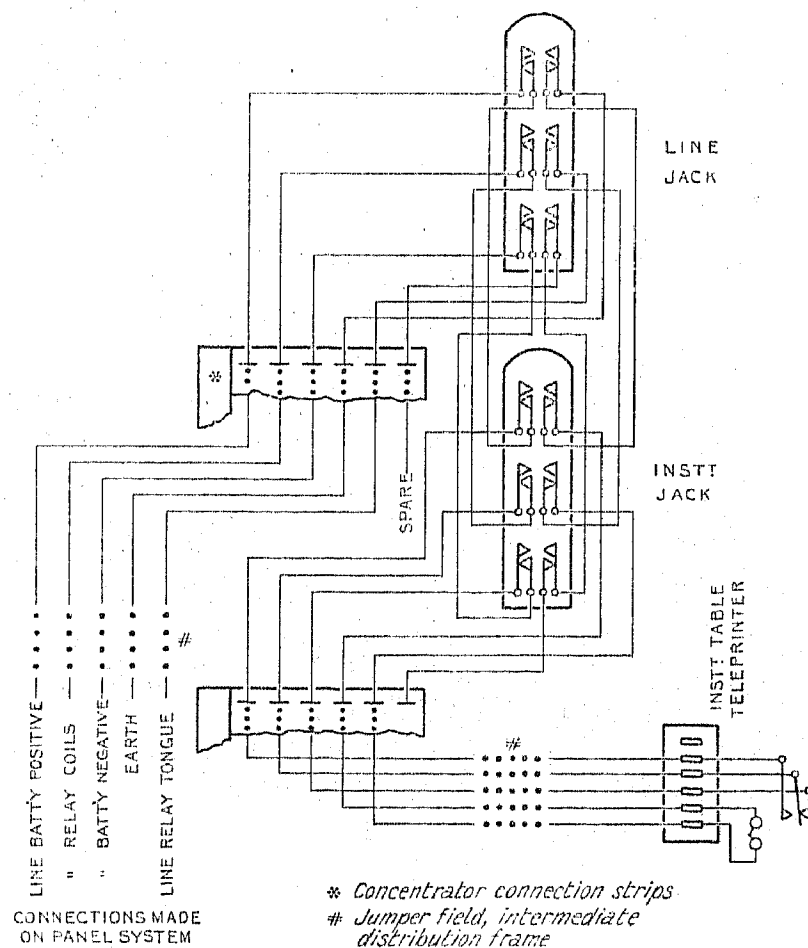 LINE
JACK
*
SPARE
INSTT
JACK
#
INSTT TABLE
TELEPRINTER
LINE BATTY POSITIVE
" RELAY COILS
" BATTY NEGATIVE
EARTH
LINE RELAY TONGUE
#
CONNECTIONS MADE
ON PANEL SYSTEM
* Concentrator connection strips
# Jumper field, intermediate
distribution frame